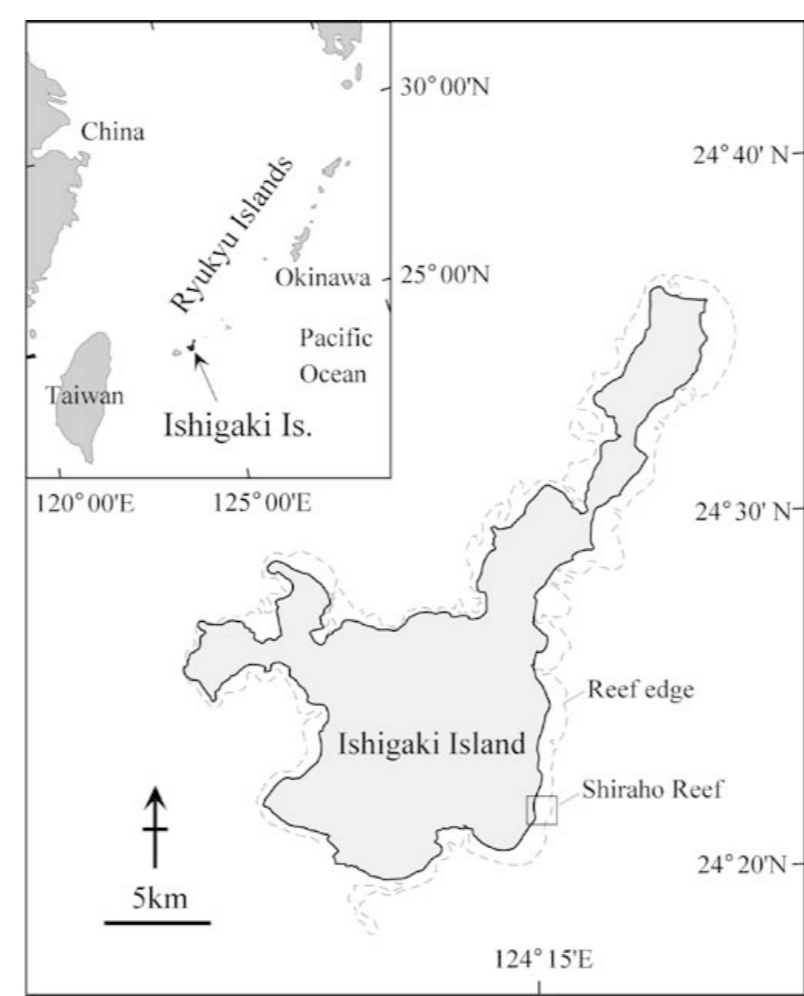 China
30°00'N
Ryukyu Islands
Okinawa
25°00'N
Pacific
Ocean
Taiwan
Ishigaki Is.
120°00'E
125°00'E
24°40' N
24°30' N
Reef edge
Ishigaki Island
Shiraho Reef
24°20'N
5km
124°15'E